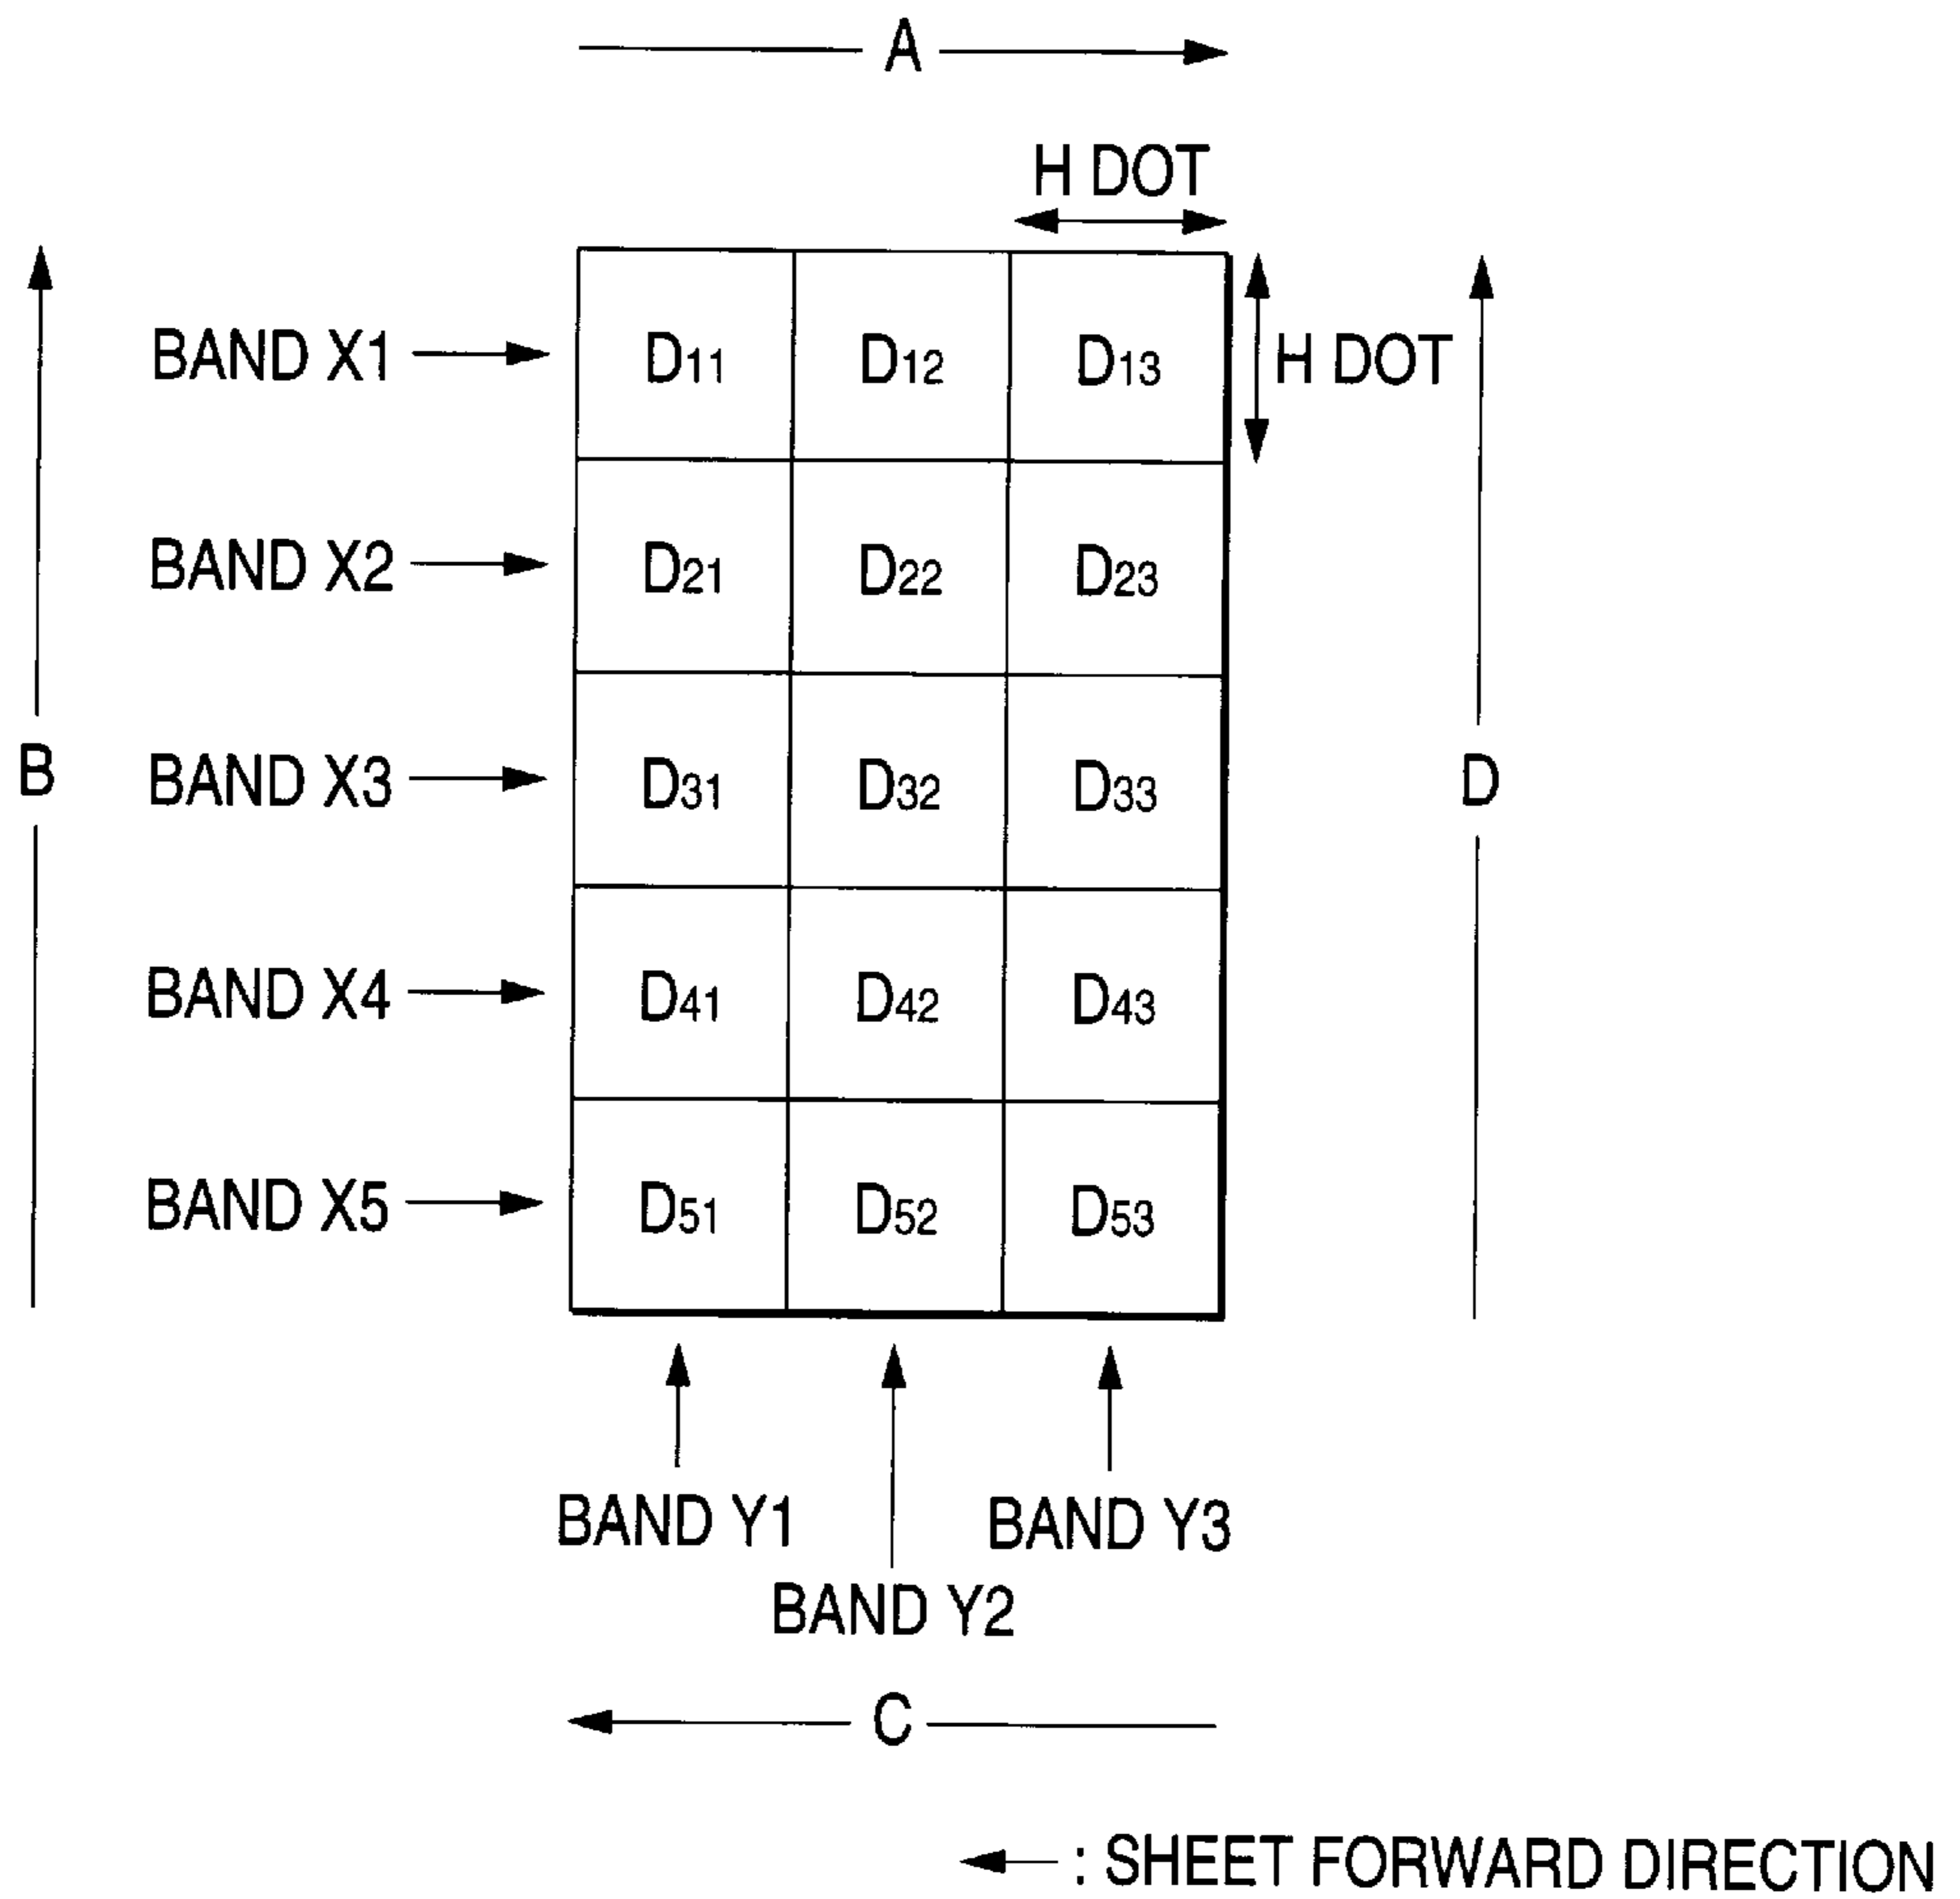 A
H DOT
BAND X1 D11 D12 D13 H DOT
BAND X2 D21 D22 D23
B BAND X3 D31 D32 D33 D
BAND X4 D41 D42 D43
BAND X5 D51 D52 D53
BAND Y1 BAND Y3
BAND Y2
C
: SHEET FORWARD DIRECTION